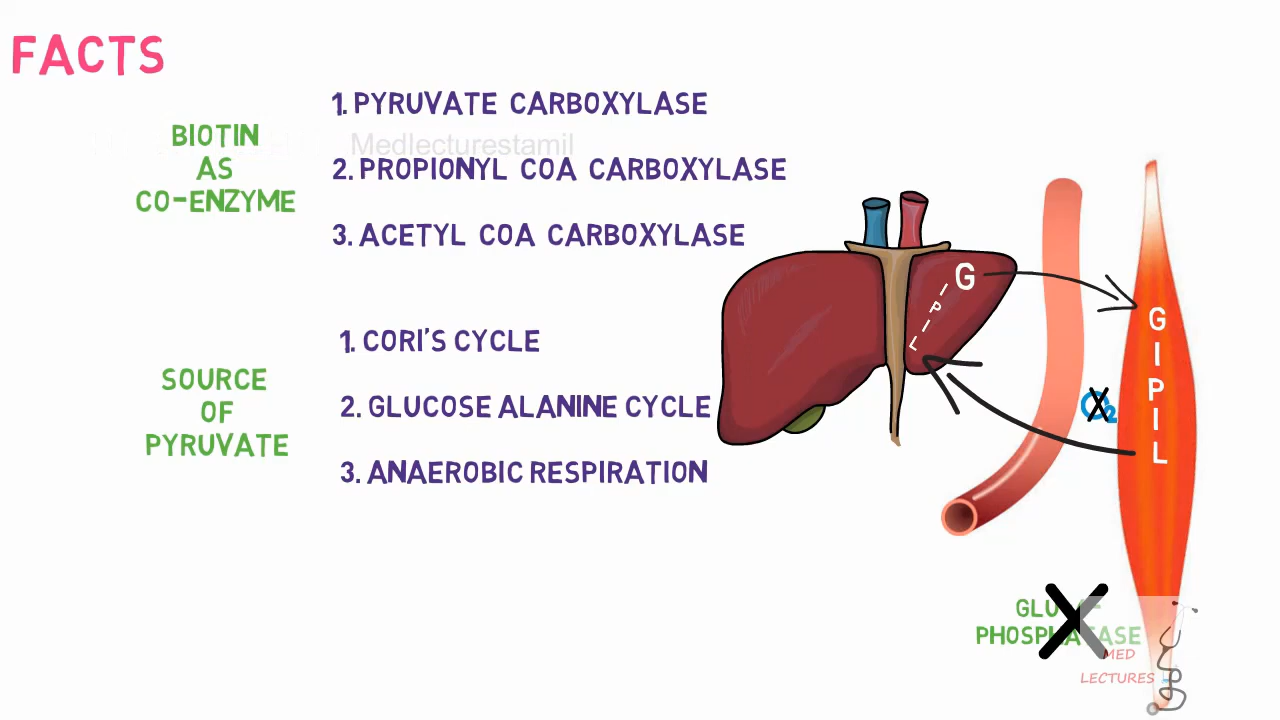 FACTS
BIOTIN
AS
CO-ENZYME
1. PYRUVATE CARBOXYLASE
Medlecturestamil
2. PROPIONYL COA CARBOXYLASE
3. ACETYL COA CARBOXYLASE
SOURCE
OF
PYRUVATE
1. CORI'S CYCLE
2. GLUCOSE ALANINE CYCLE
3. ANAEROBIC RESPIRATION
G
I
P
I
L
G
I
P
I
L
O2
PHOSPHATASE
MED
LECTURES